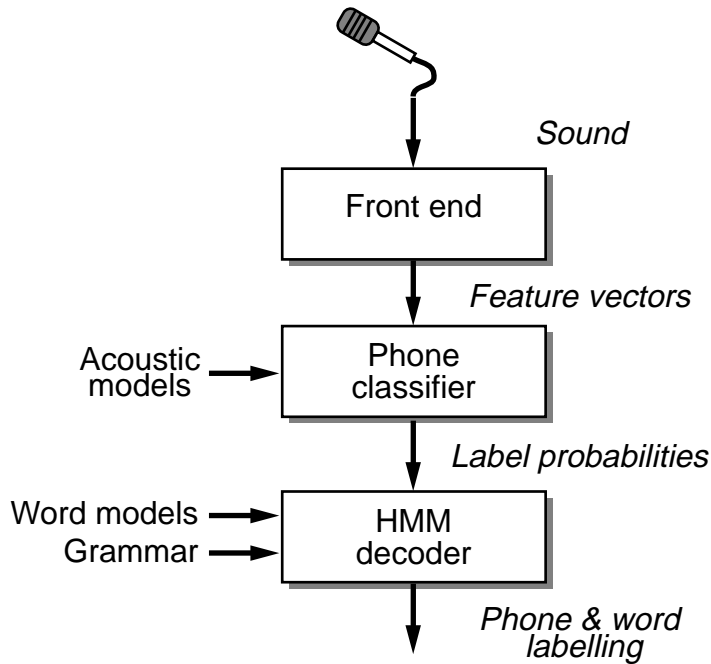 Sound
Front end
Feature vectors
Acoustic
models
Phone
classifier
Label probabilities
Word models
Grammar
HMM
decoder
Phone & word
labelling